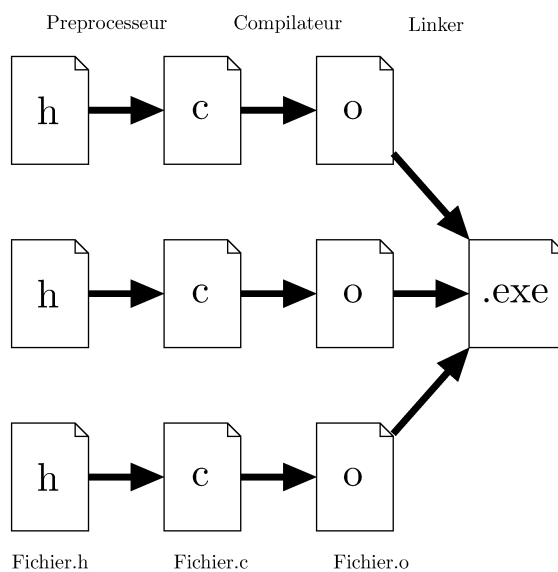 Preprocesseur Compilateur Linker
h c o
h c o .exe
h c o
Fichier.h Fichier.c Fichier.o